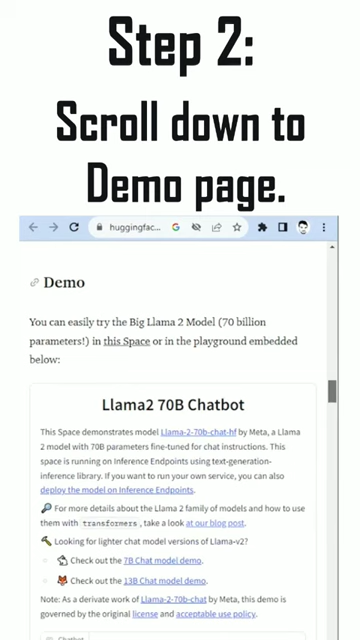 Step 2:
Scroll down to
Demo page.
huggingfac...
Demo
You can easily try the Big Llama 2 Model (70 billion
parameters!) in this Space or in the playground embedded
below:
Llama2 70B Chatbot
This Space demonstrates model Llama-2-70b-chat-hf by Meta, a Llama
2 model with 70B parameters fine-tuned for chat instructions. This
space is running on Inference Endpoints using text-generation-
inference library. If you want to run your own service, you can also
deploy the model on Inference Endpoints.
🔎 For more details about the Llama 2 family of models and how to use
them with transformers, take a look at our blog post.
🔨 Looking for lighter chat model versions of Llama-v2?
Check out the 7B Chat model demo.
🦊 Check out the 13B Chat model demo.
Note: As a derivate work of Llama-2-70b-chat by Meta, this demo is
governed by the original license and acceptable use policy.
Chatbot